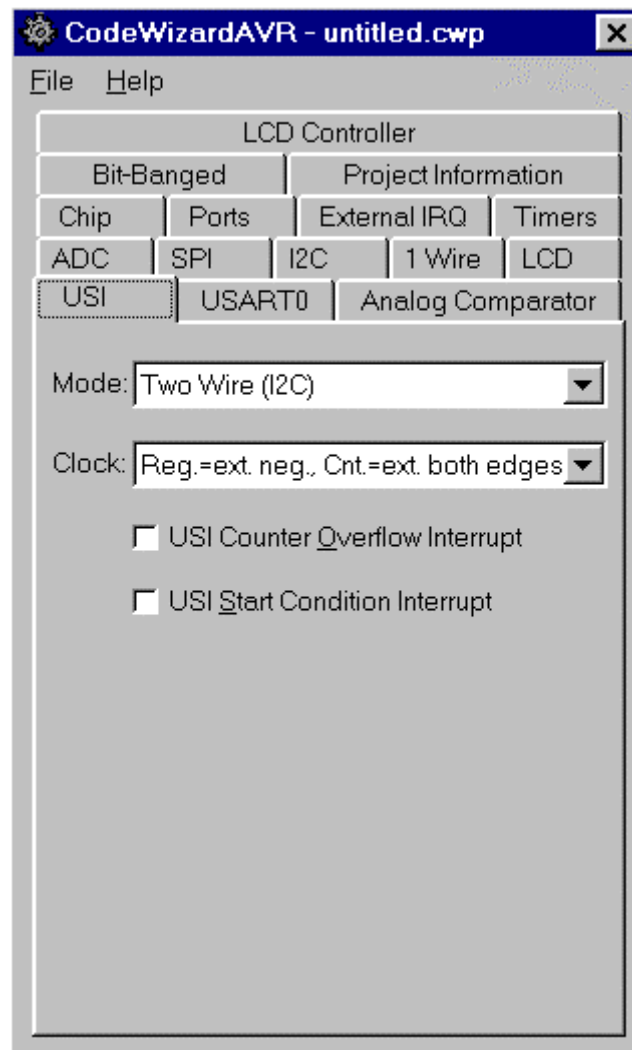 CodeWizardAVR - untitled.cwp
File Help
LCD Controller
Bit-Banged Project Information
Chip Ports External IRQ Timers
ADC SPI I2C 1 Wire LCD
USI USART0 Analog Comparator
Mode: Two Wire (I2C)
Clock: Reg.=ext. neg., Cnt.=ext. both edges
USI Counter Overflow Interrupt
USI Start Condition Interrupt